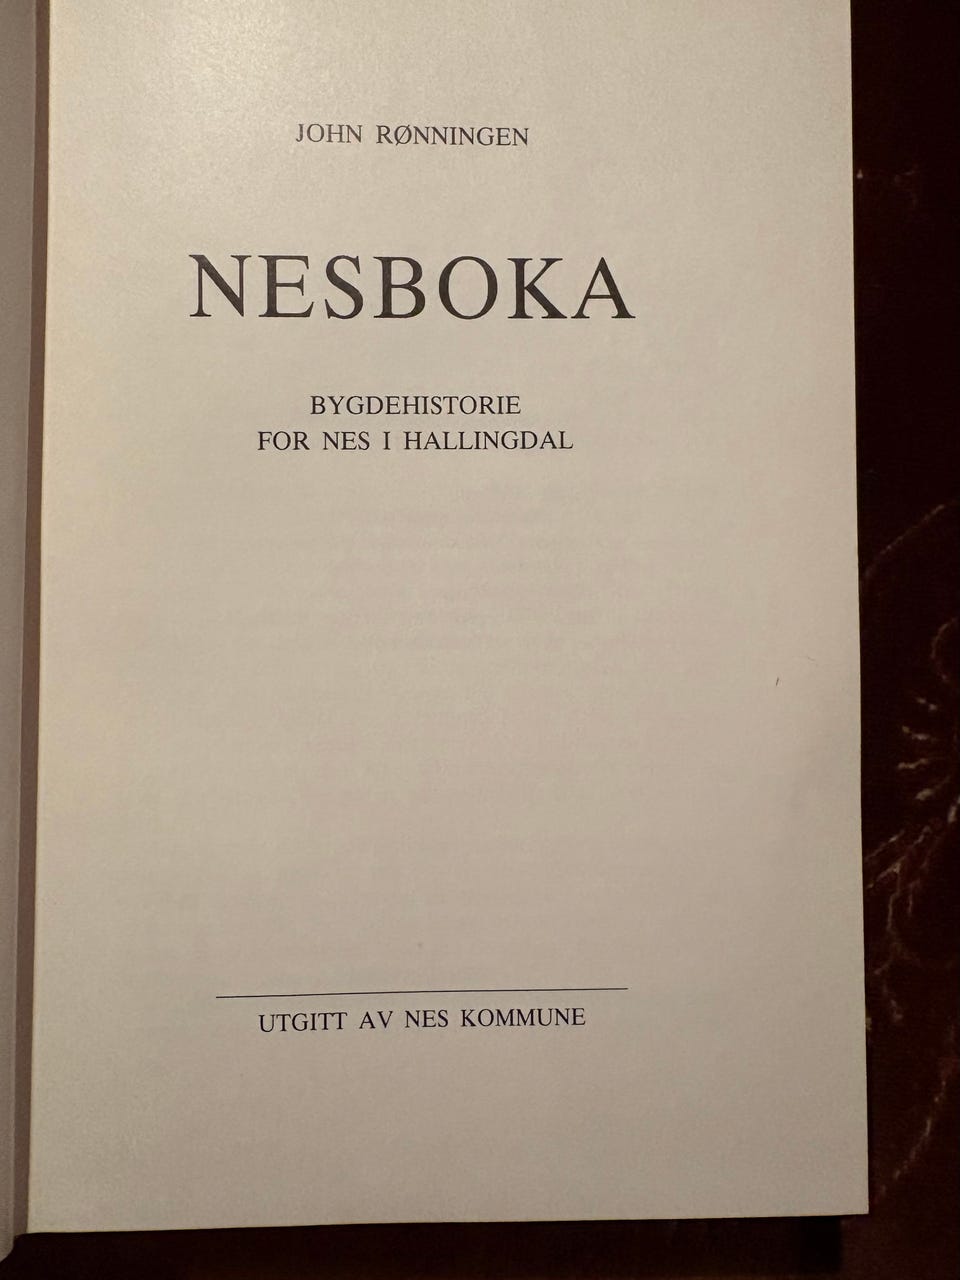 JOHN RØNNINGEN
NESBOKA
BYGDEHISTORIE
FOR NES I HALLINGDAL
UTGITT AV NES KOMMUNE